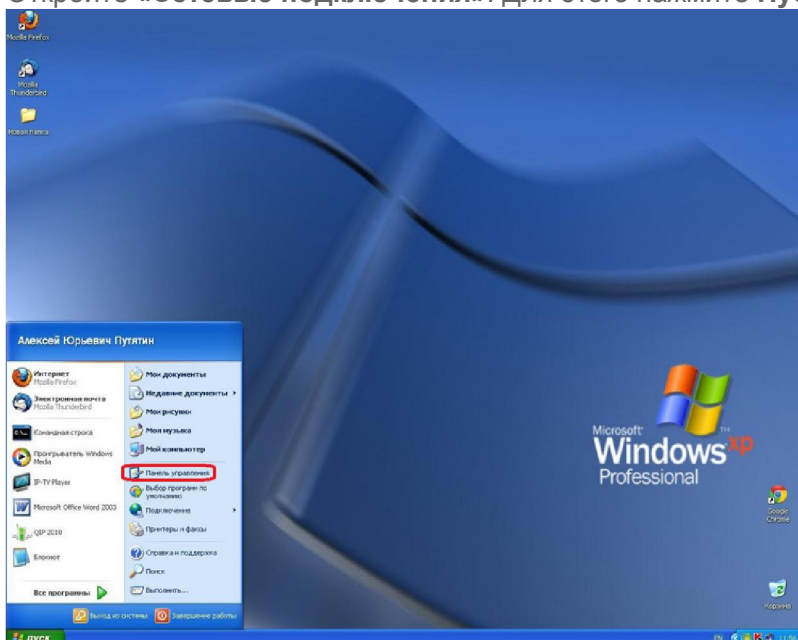 Откройте «Сетевые подключения». Для этого нажмите Пус
Mozilla Firefox
Mozilla
Thunderbird
Новая папка
Алексей Юрьевич Путятин
Интернет
Mozilla Firefox
Электронная почта
Mozilla Thunderbird
Командная строка
Проигрыватель Windows
Media
IP-TV Player
Microsoft Office Word 2003
QIP 2010
Блокнот
Все программы
Мои документы
Недавние документы
Мои рисунки
Моя музыка
Мой компьютер
Панель управления
Выбор программ по
умолчанию
Подключение
Принтеры и факсы
Справка и поддержка
Поиск
Выполнить...
Выход из системы
Завершение работы
Microsoft
Windows xp
Professional
TM
Google
Chrome
Корзина
пуск
EN